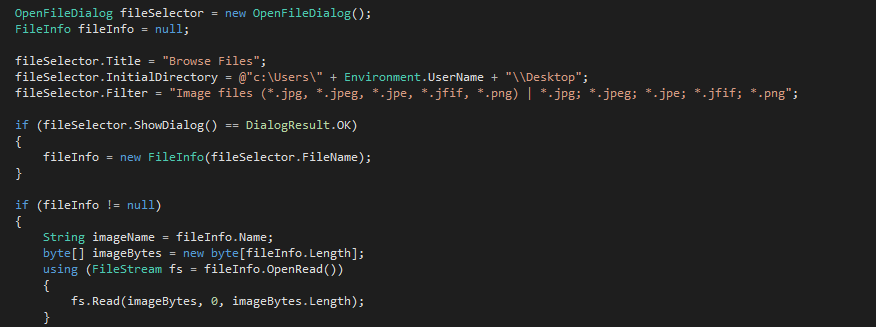 OpenFileDialog fileSelector = new OpenFileDialog();
FileInfo fileInfo = null;
fileSelector.Title = "Browse Files";
fileSelector.InitialDirectory = @"c:\Users\" + Environment.UserName + "\\Desktop";
fileSelector.Filter = "Image files (*.jpg, *.jpeg, *.jpe, *.jfif, *.png) | *.jpg; *.jpeg; *.jpe; *.jfif; *.png";
if (fileSelector.ShowDialog() == DialogResult.OK)
{
fileInfo = new FileInfo(fileSelector.FileName);
}
if (fileInfo != null)
{
String imageName = fileInfo.Name;
byte[] imageBytes = new byte[fileInfo.Length];
using (FileStream fs = fileInfo.OpenRead())
{
fs.Read(imageBytes, 0, imageBytes.Length);
}